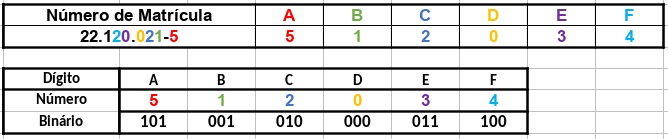 Número de Matrícula A B C D E F
22.120.021-5 5 1 2 0 3 4
Dígito A B C D E F
Número 5 1 2 0 3 4
Binário 101 001 010 000 011 100